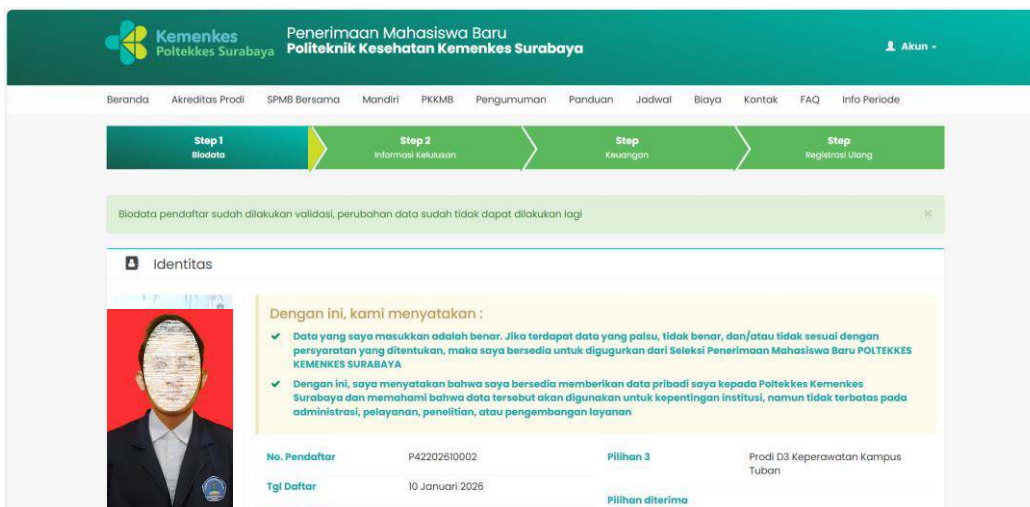 Kemenkes
Poltekkes Surabaya
Penerimaan Mahasiswa Baru
Politeknik Kesehatan Kemenkes Surabaya
Akun
Beranda Akreditas Prodi SPMB Bersama Mandiri PKKMB Pengumuman Panduan Jadwal Biaya Kontak FAQ Info Periode
Step 1
Biodata
Step 2
Informasi Kelulusan
Step
Keuangan
Step
Registrasi Ulang
Biodata pendaftar sudah dilakukan validasi, perubahan data sudah tidak dapat dilakukan lagi ×
Identitas
Dengan ini, kami menyatakan :
Data yang saya masukkan adalah benar. Jika terdapat data yang palsu, tidak benar, dan/atau tidak sesuai dengan
persyaratan yang ditentukan, maka saya bersedia untuk digugurkan dari Seleksi Penerimaan Mahasiswa Baru POLTEKKES
KEMENKES SURABAYA
Dengan ini, saya menyatakan bahwa saya bersedia memberikan data pribadi saya kepada Poltekkes Kemenkes
Surabaya dan memahami bahwa data tersebut akan digunakan untuk kepentingan institusi, namun tidak terbatas pada
administrasi, pelayanan, penelitian, atau pengembangan layanan
No. Pendaftar P42202610002
Tgl Daftar 10 Januari 2026
Pilihan 3 Prodi D3 Keperawatan Kampus
Tuban
Pilihan diterima